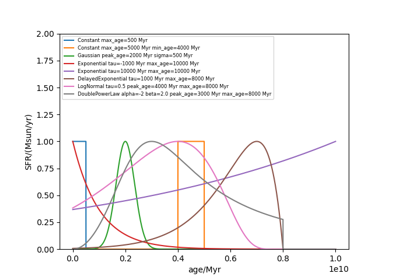 2.00
1.75
1.50
1.25
1.00
0.75
0.50
0.25
0.00
SFR/(Msun/yr)
Constant max_age=500 Myr
Constant max_age=5000 Myr min_age=4000 Myr
Gaussian peak_age=2000 Myr sigma=500 Myr
Exponential tau=-1000 Myr max_age=10000 Myr
Exponential tau=10000 Myr max_age=10000 Myr
DelayedExponential tau=1000 Myr max_age=8000 Myr
LogNormal tau=0.5 peak_age=4000 Myr max_age=8000 Myr
DoublePowerLaw alpha=-2 beta=2.0 peak_age=3000 Myr max_age=8000 Myr
0.0 0.2 0.4 0.6 0.8 1.0
1e10
age/Myr